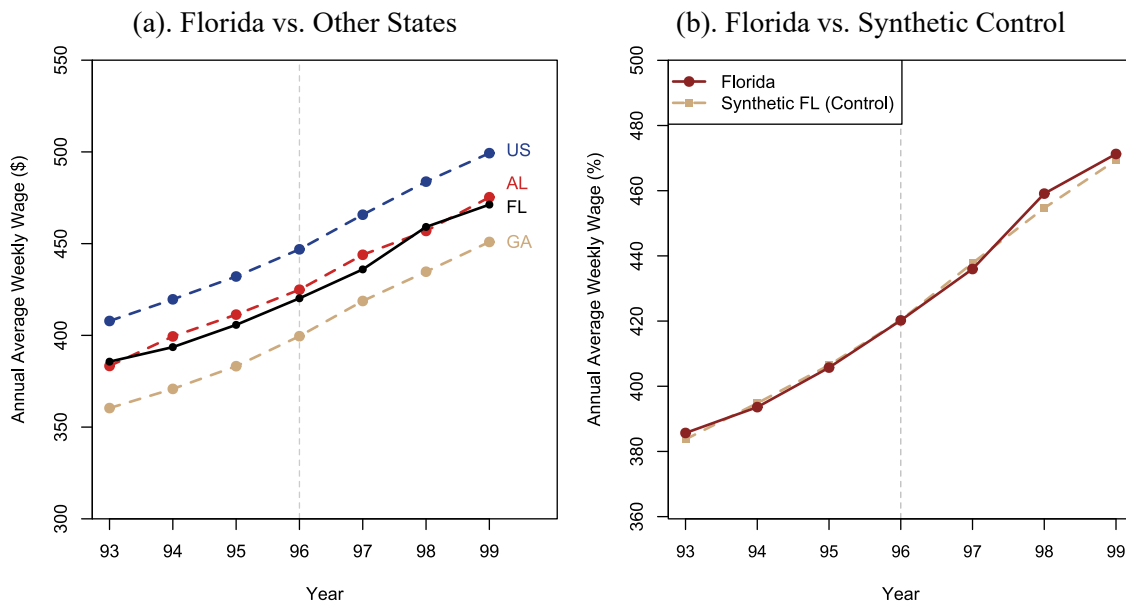 (a). Florida vs. Other States
Annual Average Weekly Wage ($)
550
500
450
400
350
300
US
AL
FL
GA
93 94 95 96 97 98 99
Year
(b). Florida vs. Synthetic Control
Annual Average Weekly Wage (%)
500
480
460
440
420
400
380
360
Florida
Synthetic FL (Control)
93 94 95 96 97 98 99
Year